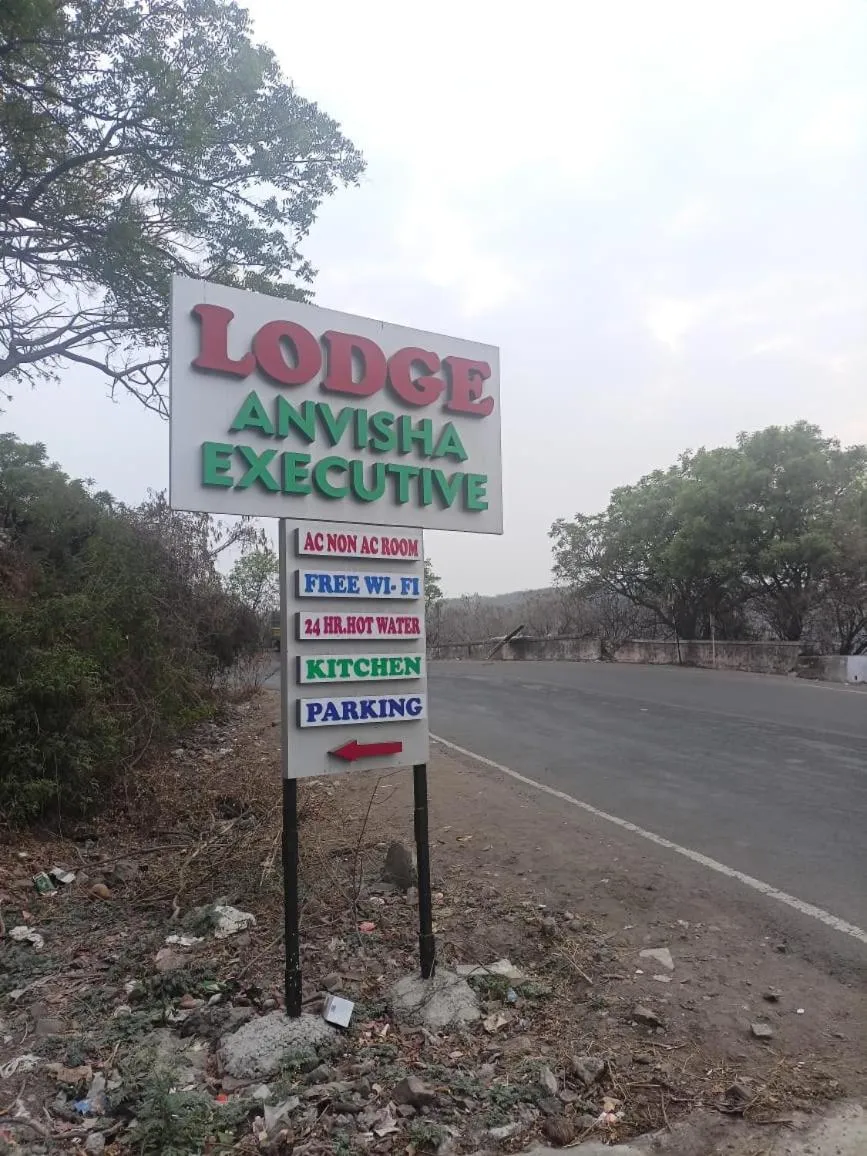 LODGE
ANVISHA
EXECUTIVE
AC NON AC ROOM
FREE WI-FI
24 HR.HOT WATER
KITCHEN
PARKING